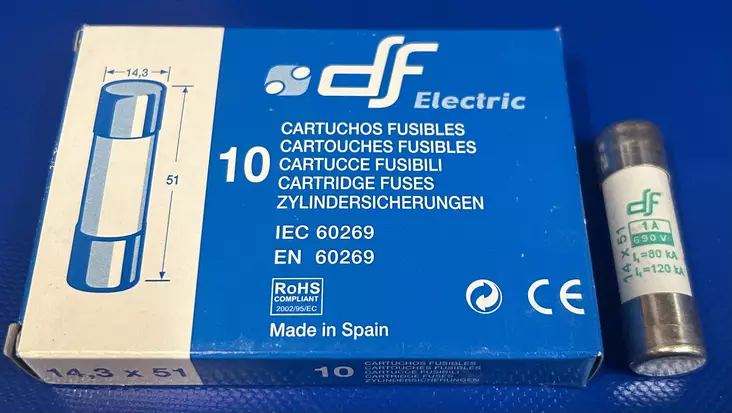 14,3
51
df Electric
10
CARTUCHOS FUSIBLES
CARTOUCHES FUSIBLES
CARTUCCE FUSIBILI
CARTRIDGE FUSES
ZYLINDERSICHERUNGEN
IEC 60269
EN 60269
RoHS
COMPLIANT
2002/95/EC
CE
Made in Spain
14,3 x 51
10
CARTUCHOS FUSIBLES
CARTOUCHES FUSIBLES
CARTUCCE FUSIBILI
CARTRIDGE FUSES
ZYLINDERSICHERUNGEN
df
1A
690V
14 x 51
I₁=80 kA
I₁=120 kA